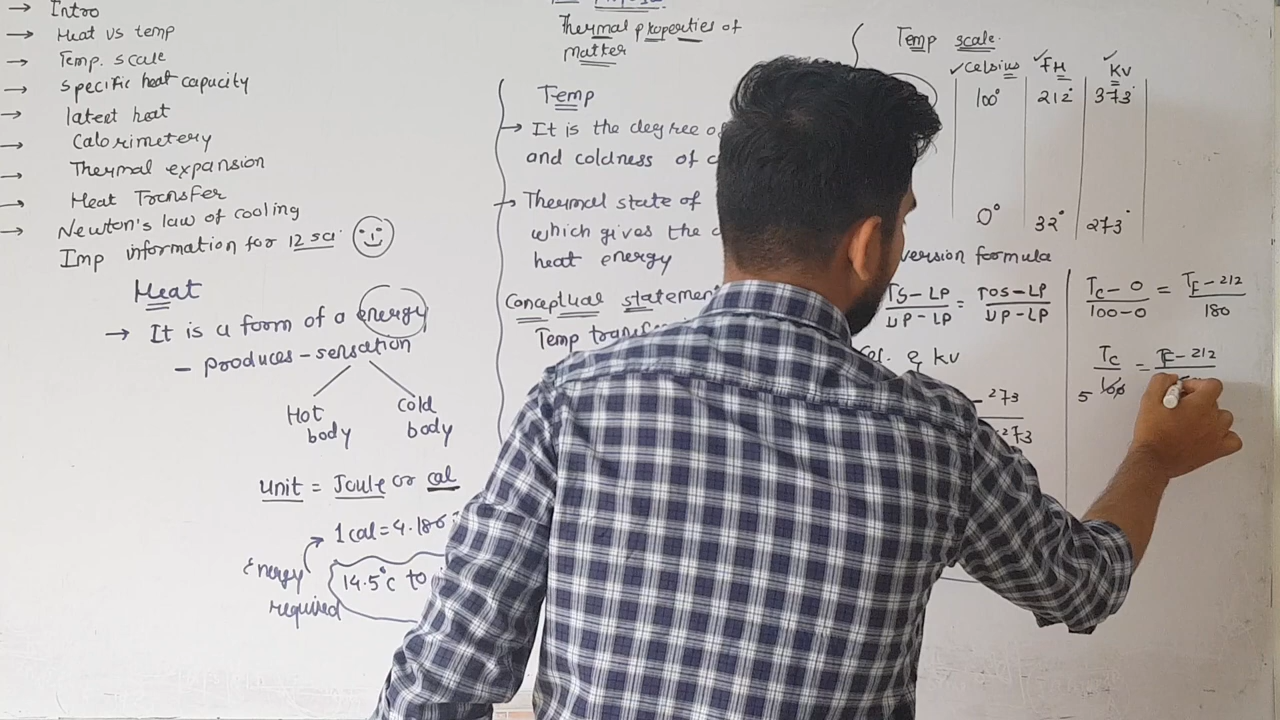 → Intro
→ Heat vs temp
→ Temp. scale
→ specific heat capacity
→ latent heat
→ Calorimetery
→ Thermal expansion
→ Heat Transfer
→ Newton's law of cooling
Imp information for 12 sci
Heat
→ It is a form of a energy
- produces - sensation
Hot body
Cold body
unit = Joule or cal
→ 1 cal = 4.186
Energy required
14.5°c to
Thermal properties of
matter
Temp
→ It is the degree of
and coldness of
→ Thermal state of
which gives the
heat energy
Conceptual statement
Temp
Temp scale.
✓Celsius ✓FH ✓KV
100° 212° 373°
0° 32° 273°
version formula
TS - LP / UP - LP = TOS - LP / UP - LP
& KV
- 273
273
Tc - 0 / 100 - 0 = TF - 212 / 180
Tc / 100 = TF - 212
5